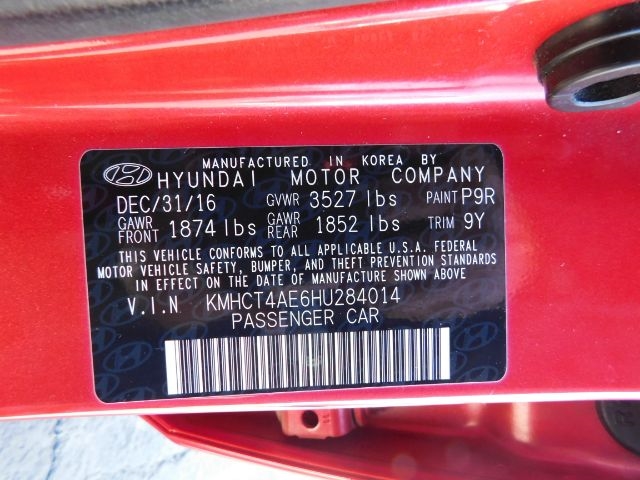 MANUFACTURED IN KOREA BY
HYUNDAI MOTOR COMPANY
DEC/31/16 GVWR 3527 lbs PAINT P9R
GAWR FRONT 1874 lbs GAWR REAR 1852 lbs TRIM 9Y
THIS VEHICLE CONFORMS TO ALL APPLICABLE U.S.A. FEDERAL
MOTOR VEHICLE SAFETY, BUMPER, AND THEFT PREVENTION STANDARDS
IN EFFECT ON THE DATE OF MANUFACTURE SHOWN ABOVE.
V.I.N KMHCT4AE6HU284014
PASSENGER CAR